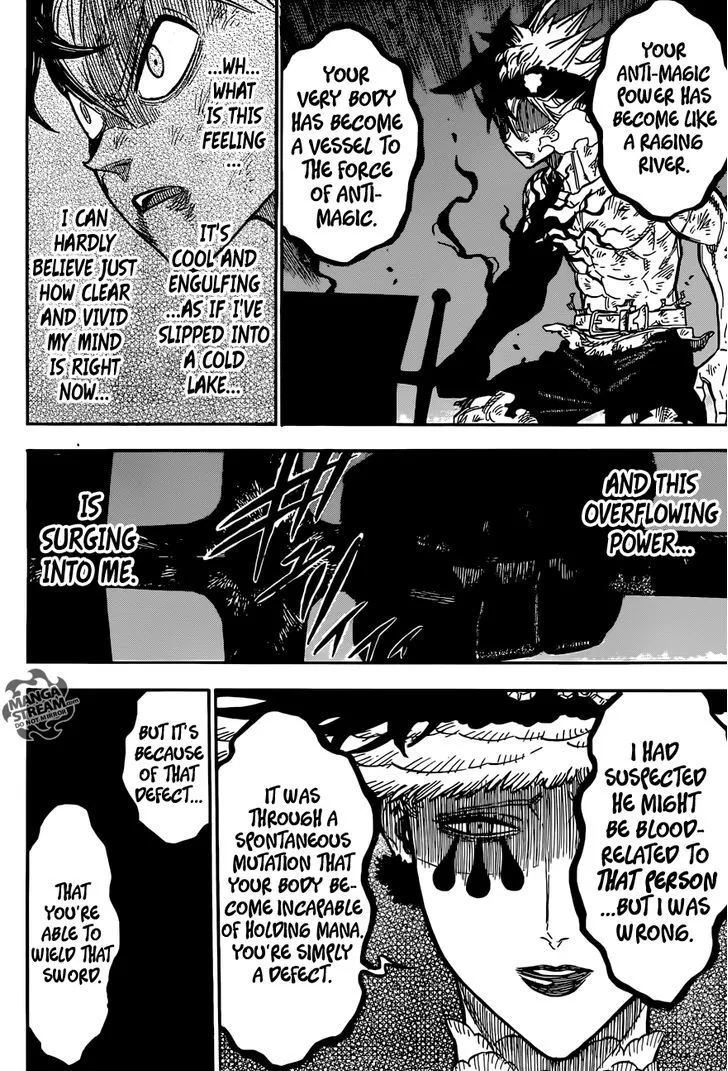 YOUR
ANTI-MAGIC
POWER HAS
BECOME LIKE
A RAGING
RIVER.
YOUR
VERY BODY
HAS BECOME
A VESSEL TO
THE FORCE
OF ANTI-
MAGIC.
...WH...
WHAT
IS THIS
FEELING
...
IT'S
COOL AND
ENGULFING
...AS IF I'VE
SLIPPED INTO
A COLD
LAKE...
I CAN
HARDLY
BELIEVE JUST
HOW CLEAR
AND VIVID
MY MIND
IS RIGHT
NOW...
AND THIS
OVERFLOWING
POWER...
IS
SURGING
INTO ME.
I HAD
SUSPECTED
HE MIGHT
BE BLOOD-
RELATED TO
THAT PERSON
...BUT I WAS
WRONG.
IT WAS
THROUGH A
SPONTANEOUS
MUTATION THAT
YOUR BODY BE-
COME INCAPABLE
OF HOLDING MANA.
YOU'RE SIMPLY
A DEFECT.
BUT IT'S
BECAUSE
OF THAT
DEFECT...
THAT
YOU'RE
ABLE TO
WIELD THAT
SWORD.
MANGA
STREAM.com
DO NOT MIRROR